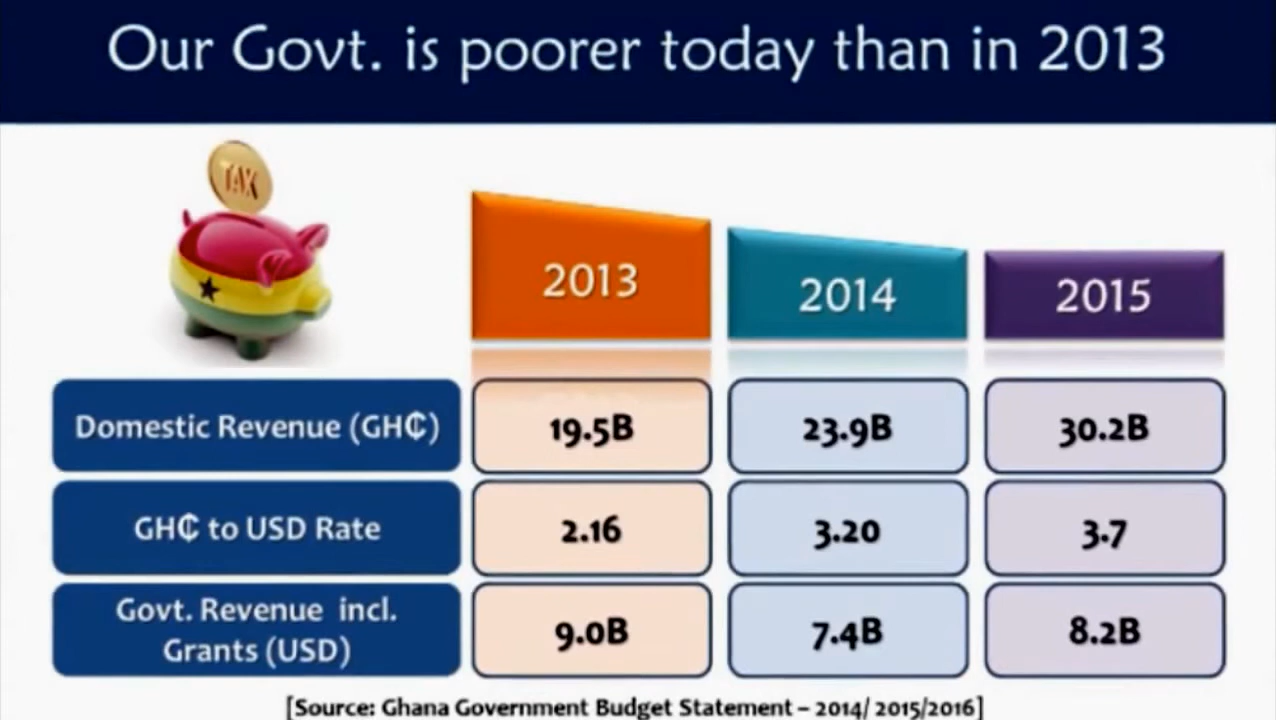 Our Govt. is poorer today than in 2013
TAX
2013 2014 2015
Domestic Revenue (GH₵) 19.5B 23.9B 30.2B
GH₵ to USD Rate 2.16 3.20 3.7
Govt. Revenue incl.
Grants (USD) 9.0B 7.4B 8.2B
[Source: Ghana Government Budget Statement – 2014/ 2015/2016]